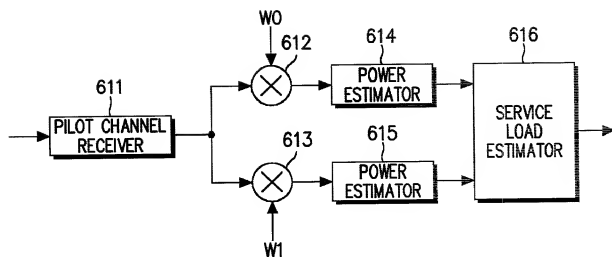 W0
612
614
616
611
POWER
ESTIMATOR
PILOT CHANNEL
RECEIVER
613
615
SERVICE
LOAD
ESTIMATOR
POWER
ESTIMATOR
W1